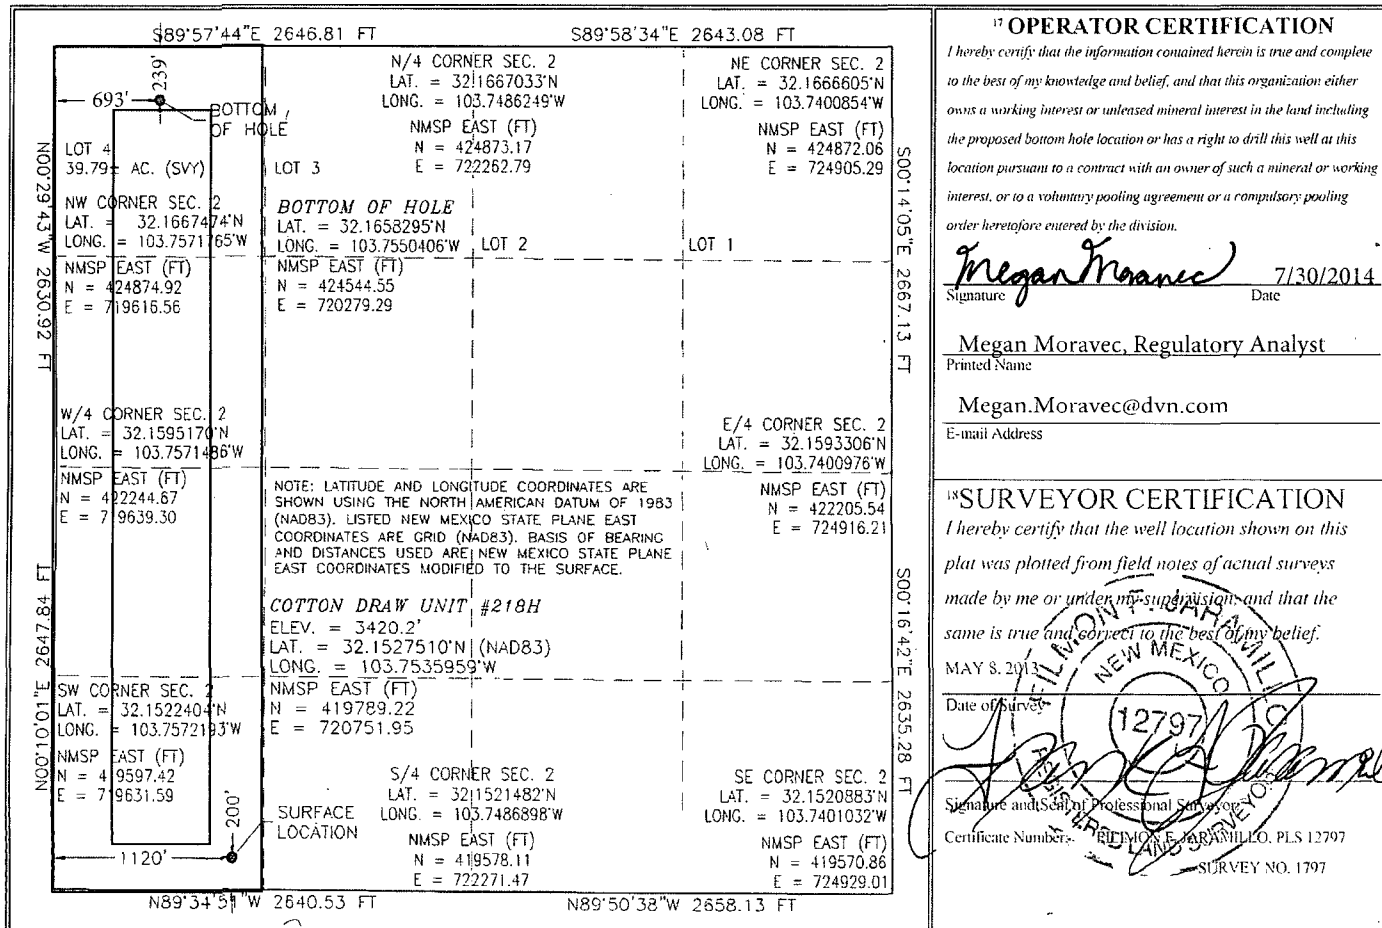 S89°57'44"E 2646.81 FT
S89°58'34"E 2643.08 FT
N/4 CORNER SEC. 2
LAT. = 32.1667033°N
LONG. = 103.7486249°W
NMSP EAST (FT)
N = 424873.17
E = 722262.79
NE CORNER SEC. 2
LAT. = 32.1666605°N
LONG. = 103.7400854°W
NMSP EAST (FT)
N = 424872.06
E = 724905.29
239'
693'
BOTTOM
OF HOLE
LOT 4
39.79± AC. (SVY)
LOT 3
NW CORNER SEC. 2
LAT. = 32.1667474°N
LONG. = 103.7571765°W
NMSP EAST (FT)
N = 424874.92
E = 719616.56
BOTTOM OF HOLE
LAT. = 32.1658295°N
LONG. = 103.7550406°W
NMSP EAST (FT)
N = 424544.55
E = 720279.29
LOT 2
LOT 1
N00°29'43"W 2630.92 FT
S00°14'05"E 2667.13 FT
W/4 CORNER SEC. 2
LAT. = 32.1595170°N
LONG. = 103.7571486°W
NMSP EAST (FT)
N = 422244.67
E = 719639.30
E/4 CORNER SEC. 2
LAT. = 32.1593306°N
LONG. = 103.7400976°W
NMSP EAST (FT)
N = 422205.54
E = 724916.21
NOTE: LATITUDE AND LONGITUDE COORDINATES ARE
SHOWN USING THE NORTH AMERICAN DATUM OF 1983
(NAD83). LISTED NEW MEXICO STATE PLANE EAST
COORDINATES ARE GRID (NAD83). BASIS OF BEARING
AND DISTANCES USED ARE NEW MEXICO STATE PLANE
EAST COORDINATES MODIFIED TO THE SURFACE.
COTTON DRAW UNIT #218H
ELEV. = 3420.2'
LAT. = 32.1527510°N (NAD83)
LONG. = 103.7535959°W
NMSP EAST (FT)
N = 419789.22
E = 720751.95
N00°10'01"E 2647.84 FT
S00°16'42"E 2635.28 FT
SW CORNER SEC. 2
LAT. = 32.1522404°N
LONG. = 103.7572193°W
NMSP EAST (FT)
N = 419597.42
E = 719631.59
S/4 CORNER SEC. 2
LAT. = 32.1521482°N
LONG. = 103.7486898°W
NMSP EAST (FT)
N = 419578.11
E = 722271.47
SE CORNER SEC. 2
LAT. = 32.1520883°N
LONG. = 103.7401032°W
NMSP EAST (FT)
N = 419570.86
E = 724929.01
200'
SURFACE
LOCATION
1120'
N89°34'51"W 2640.53 FT
N89°50'38"W 2658.13 FT
17 OPERATOR CERTIFICATION
I hereby certify that the information contained herein is true and complete
to the best of my knowledge and belief, and that this organization either
owns a working interest or unleased mineral interest in the land including
the proposed bottom hole location or has a right to drill this well at this
location pursuant to a contract with an owner of such a mineral or working
interest, or to a voluntary pooling agreement or a compulsory pooling
order heretofore entered by the division.
Megan Moravec 7/30/2014
Signature Date
Megan Moravec, Regulatory Analyst
Printed Name
Megan.Moravec@dvn.com
E-mail Address
18 SURVEYOR CERTIFICATION
I hereby certify that the well location shown on this
plat was plotted from field notes of actual surveys
made by me or under my supervision, and that the
same is true and correct to the best of my belief.
MAY 8, 2013
Date of Survey
FILIMON F. JARAMILLO
NEW MEXICO
12797
REGISTERED LAND SURVEYOR
Signature and Seal of Professional Surveyor
Certificate Number: FILIMON F. JARAMILLO, PLS 12797
SURVEY NO. 1797